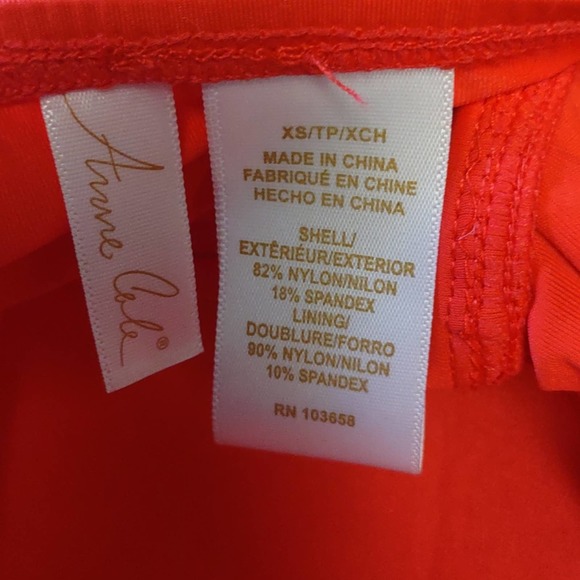 Anne Cole®
XS/TP/XCH
MADE IN CHINA
FABRIQUÉ EN CHINE
HECHO EN CHINA
SHELL/
EXTÉRIEUR/EXTERIOR
82% NYLON/NILON
18% SPANDEX
LINING/
DOUBLURE/FORRO
90% NYLON/NILON
10% SPANDEX
RN 103658